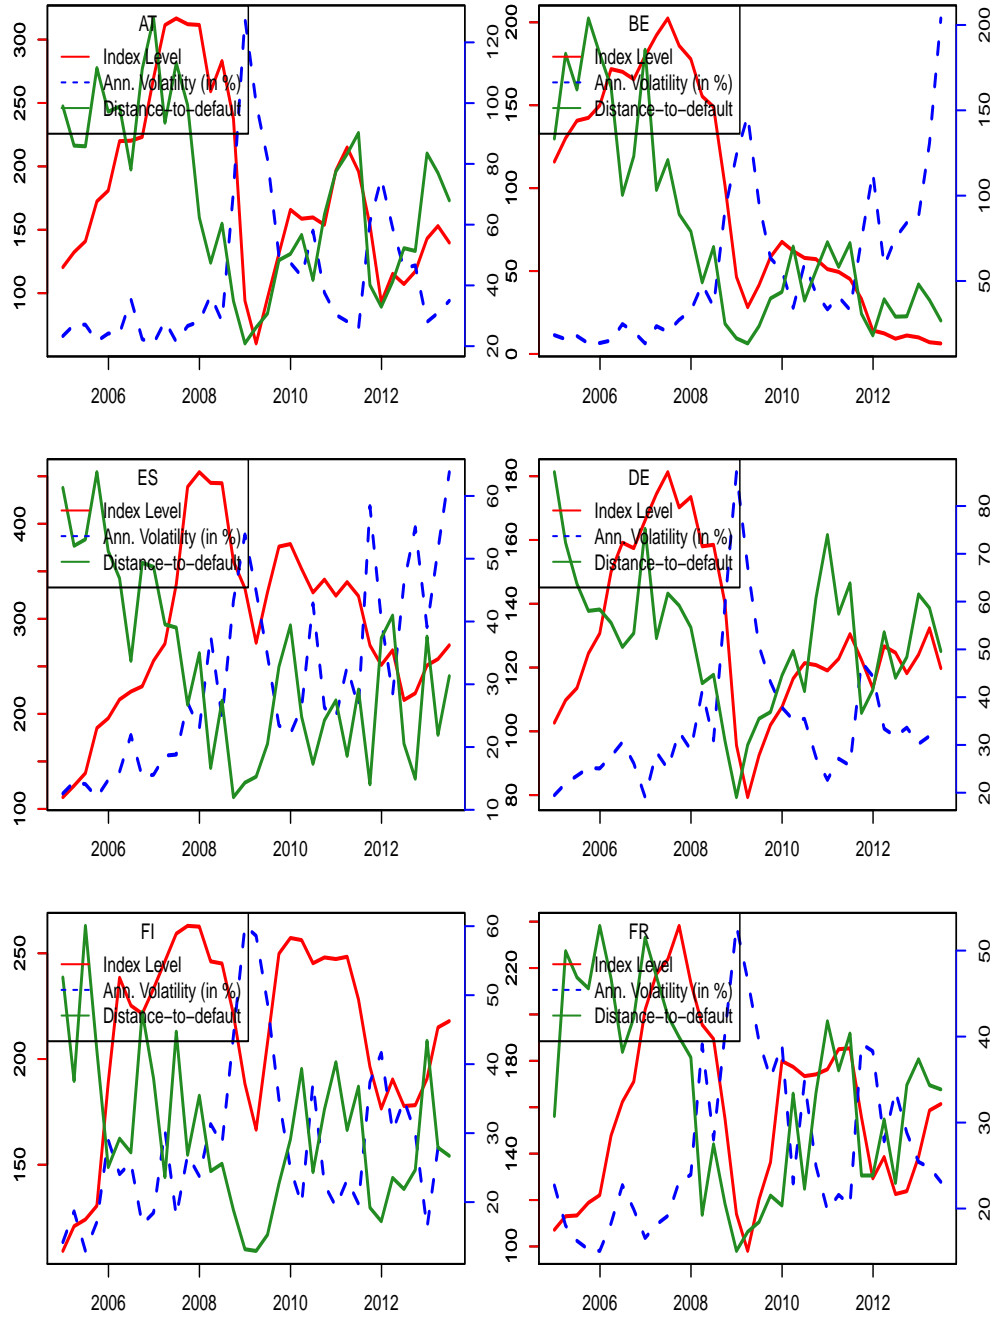 AT
Index Level
Ann. Volatility (in %)
Distance-to-default
100 150 200 250 300
20 40 60 80 100 120
2006 2008 2010 2012
BE
Index Level
Ann. Volatility (in %)
Distance-to-default
0 50 100 150 200
50 100 150 200
2006 2008 2010 2012
ES
Index Level
Ann. Volatility (in %)
Distance-to-default
100 200 300 400
10 20 30 40 50 60
2006 2008 2010 2012
DE
Index Level
Ann. Volatility (in %)
Distance-to-default
80 100 120 140 160 180
20 30 40 50 60 70 80
2006 2008 2010 2012
FI
Index Level
Ann. Volatility (in %)
Distance-to-default
150 200 250
20 30 40 50 60
2006 2008 2010 2012
FR
Index Level
Ann. Volatility (in %)
Distance-to-default
100 140 180 220
20 30 40 50
2006 2008 2010 2012